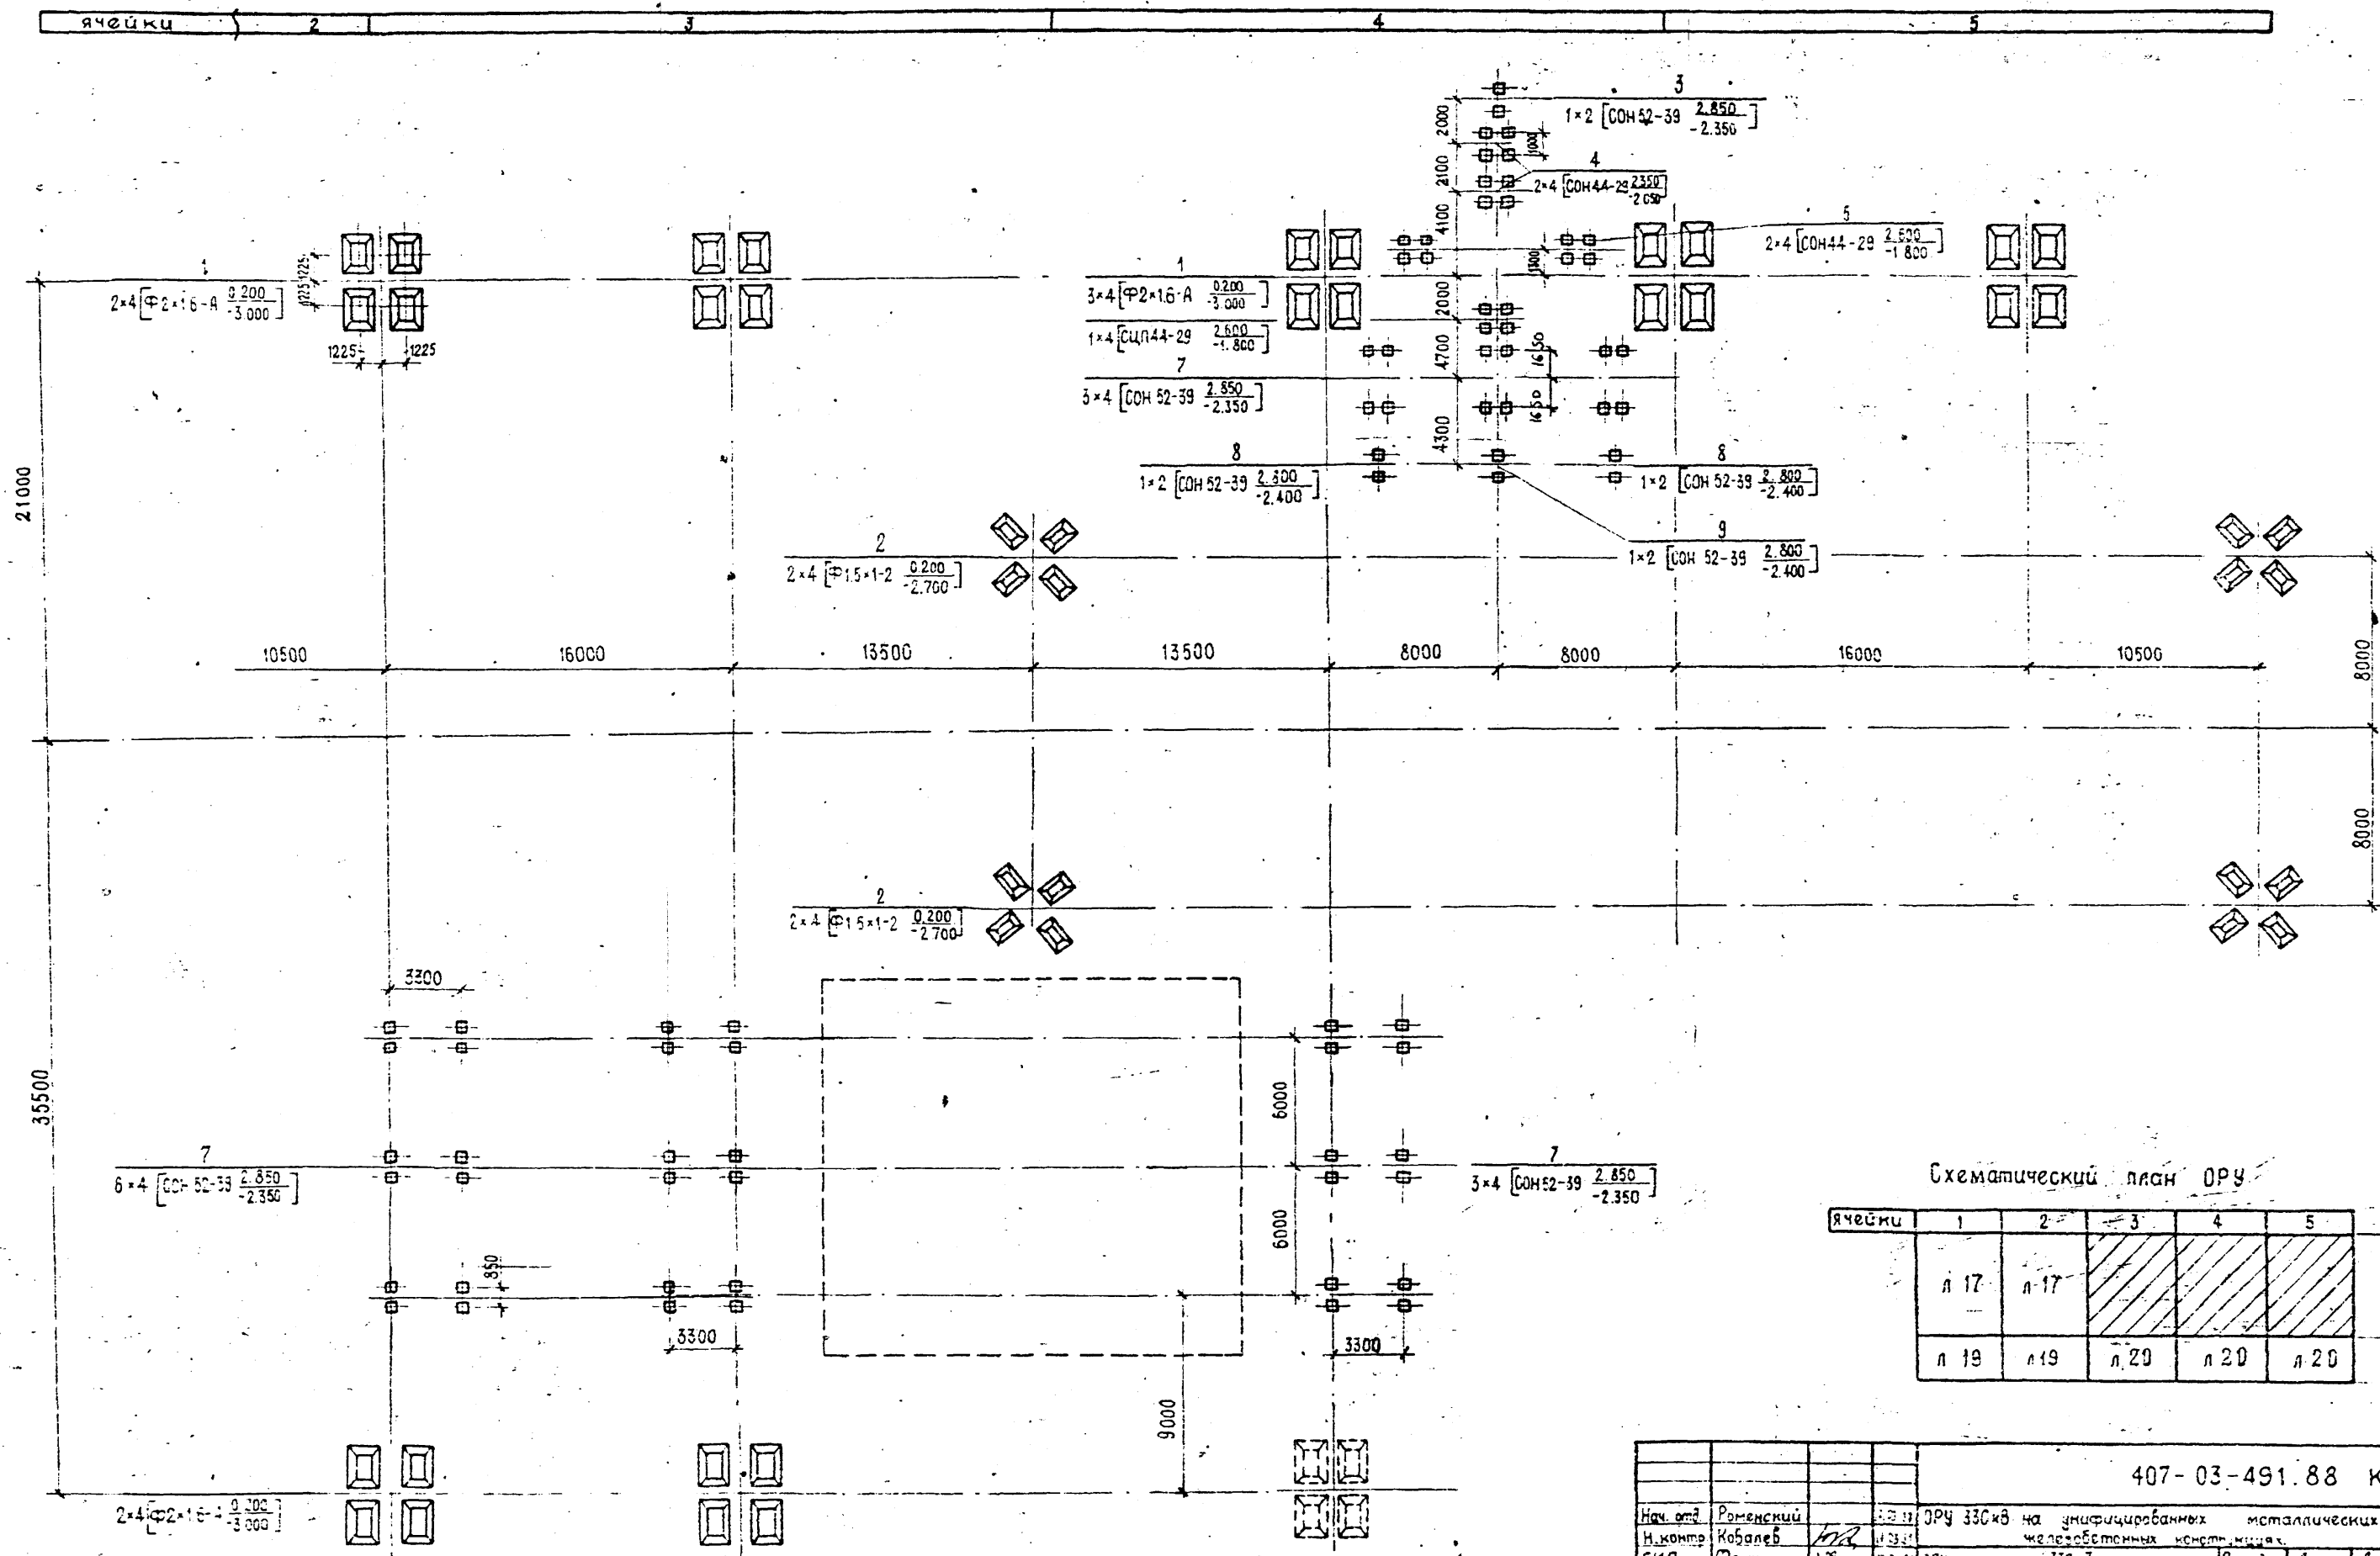 ячейки 2 3 4 5
3
1×2 [СОН 52-39 2.850 / -2.350]
2000
1000
4
2×4 [СОН44-29 2.350 / -2.050]
2100
4100
5
2×4 [СОН44-29 2.600 / -1.800]
1300
1
2×4 [Ф2×1.6-А 0.200 / -3.000]
1225
1225
1225
1225
1
3×4 [Ф2×1.6-А 0.200 / -3.000]
1×4 [СЦП44-29 2.600 / -1.800]
2000
7
3×4 [СОН 52-39 2.850 / -2.350]
4700
1650
1650
4300
8
1×2 [СОН 52-39 2.800 / -2.400]
8
1×2 [СОН 52-39 2.800 / -2.400]
9
1×2 [СОН 52-39 2.800 / -2.400]
21000
2
2×4 [Ф1.5×1-2 0.200 / -2.700]
10500 16000 13500 13500 8000 8000 16000 10500
8000
8000
2
2×4 [Ф1.5×1-2 0.200 / -2.700]
3300
35500
6000
6000
7
6×4 [СОН 52-39 2.850 / -2.350]
7
3×4 [СОН52-39 2.850 / -2.350]
850
3300
3300
9000
2×4 [Ф2×1.6-А 0.200 / -3.000]
Схематический план ОРУ
ячейки 1 2 3 4 5
л 17 л 17
л 19 л 19 л.20 л 20 л.20
407-03-491.88 К
Нач. отд. Роменский ОРУ 330кВ на унифицированных металлических
Н.контр Ковалев железобетонных конструкциях.